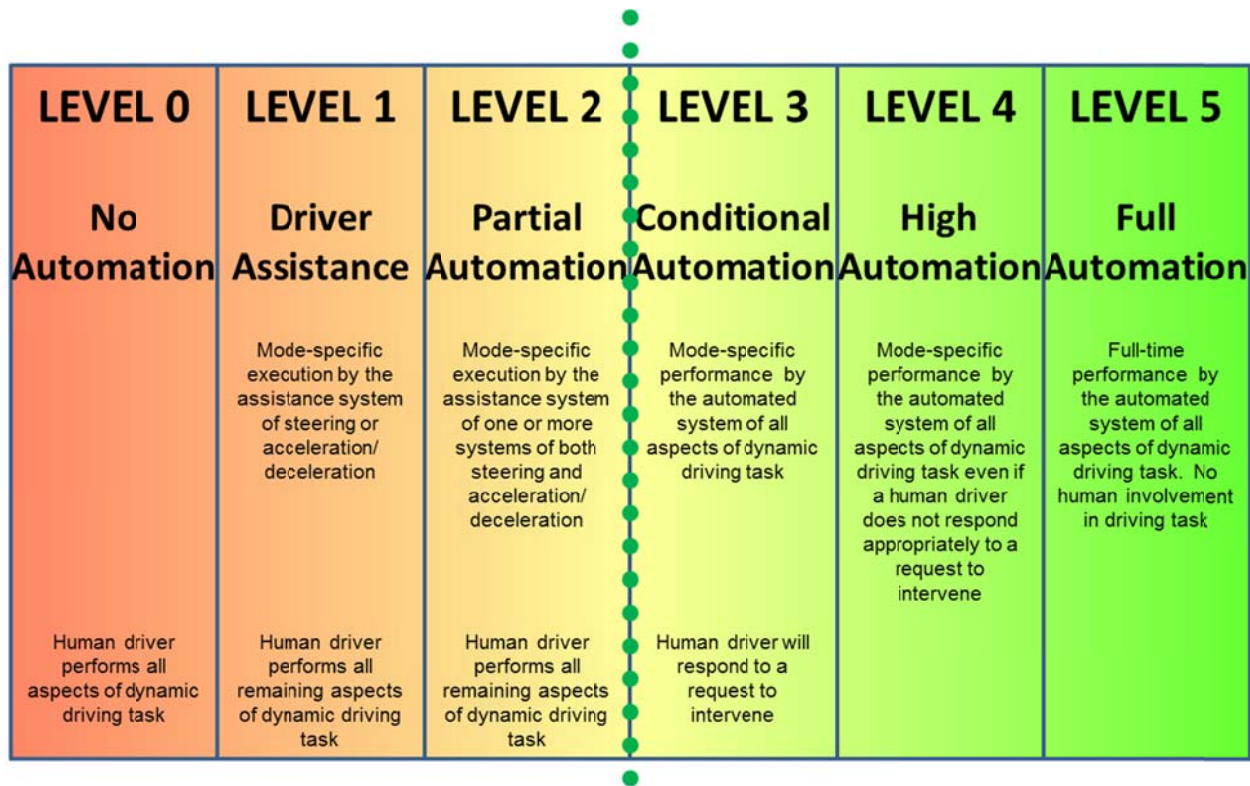 LEVEL 0
No
Automation
Human driver
performs all
aspects of dynamic
driving task
LEVEL 1
Driver
Assistance
Mode-specific
execution by the
assistance system
of steering or
acceleration/
deceleration
Human driver
performs all
remaining aspects
of dynamic driving
task
LEVEL 2
Partial
Automation
Mode-specific
execution by the
assistance system
of one or more
systems of both
steering and
acceleration/
deceleration
Human driver
performs all
remaining aspects
of dynamic driving
task
LEVEL 3
Conditional
Automation
Mode-specific
performance by
the automated
system of all
aspects of dynamic
driving task
Human driver will
respond to a
request to
intervene
LEVEL 4
High
Automation
Mode-specific
performance by
the automated
system of all
aspects of dynamic
driving task even if
a human driver
does not respond
appropriately to a
request to
intervene
LEVEL 5
Full
Automation
Full-time
performance by
the automated
system of all
aspects of dynamic
driving task. No
human involvement
in driving task